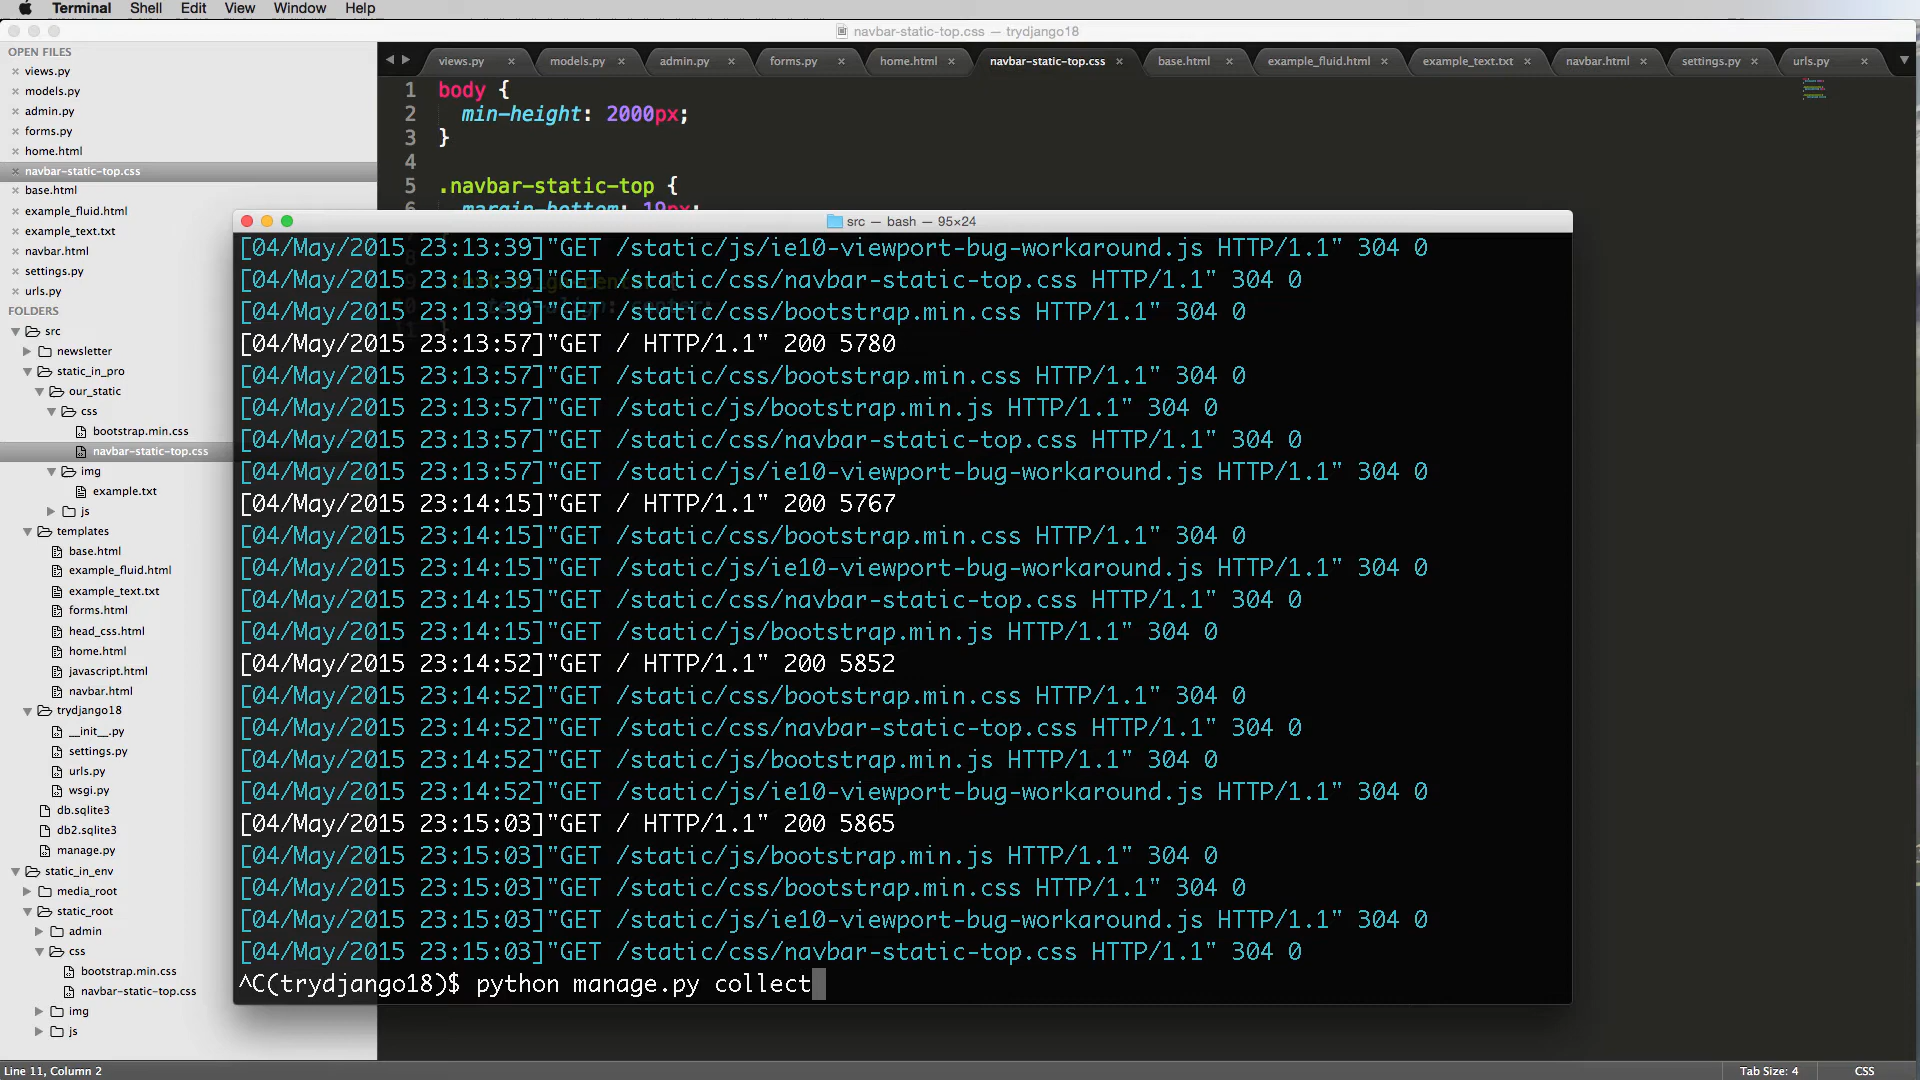 Terminal Shell Edit View Window Help
navbar-static-top.css — trydjango18
OPEN FILES
views.py
models.py
admin.py
forms.py
home.html
navbar-static-top.css
base.html
example_fluid.html
example_text.txt
navbar.html
settings.py
urls.py
FOLDERS
src
newsletter
static_in_pro
our_static
css
bootstrap.min.css
navbar-static-top.css
img
example.txt
js
templates
base.html
example_fluid.html
example_text.txt
forms.html
head_css.html
home.html
javascript.html
navbar.html
trydjango18
__init__.py
settings.py
urls.py
wsgi.py
db.sqlite3
db2.sqlite3
manage.py
static_in_env
media_root
static_root
admin
css
bootstrap.min.css
navbar-static-top.css
img
js
views.py models.py admin.py forms.py home.html navbar-static-top.css base.html example_fluid.html example_text.txt navbar.html settings.py urls.py
1 body {
2 min-height: 2000px;
3 }
4
5 .navbar-static-top {
6 margin-bottom: 19px;
src — bash — 95×24
[04/May/2015 23:13:39]"GET /static/js/ie10-viewport-bug-workaround.js HTTP/1.1" 304 0
[04/May/2015 23:13:39]"GET /static/css/navbar-static-top.css HTTP/1.1" 304 0
[04/May/2015 23:13:39]"GET /static/css/bootstrap.min.css HTTP/1.1" 304 0
[04/May/2015 23:13:57]"GET / HTTP/1.1" 200 5780
[04/May/2015 23:13:57]"GET /static/css/bootstrap.min.css HTTP/1.1" 304 0
[04/May/2015 23:13:57]"GET /static/js/bootstrap.min.js HTTP/1.1" 304 0
[04/May/2015 23:13:57]"GET /static/css/navbar-static-top.css HTTP/1.1" 304 0
[04/May/2015 23:13:57]"GET /static/js/ie10-viewport-bug-workaround.js HTTP/1.1" 304 0
[04/May/2015 23:14:15]"GET / HTTP/1.1" 200 5767
[04/May/2015 23:14:15]"GET /static/css/bootstrap.min.css HTTP/1.1" 304 0
[04/May/2015 23:14:15]"GET /static/js/ie10-viewport-bug-workaround.js HTTP/1.1" 304 0
[04/May/2015 23:14:15]"GET /static/css/navbar-static-top.css HTTP/1.1" 304 0
[04/May/2015 23:14:15]"GET /static/js/bootstrap.min.js HTTP/1.1" 304 0
[04/May/2015 23:14:52]"GET / HTTP/1.1" 200 5852
[04/May/2015 23:14:52]"GET /static/css/bootstrap.min.css HTTP/1.1" 304 0
[04/May/2015 23:14:52]"GET /static/css/navbar-static-top.css HTTP/1.1" 304 0
[04/May/2015 23:14:52]"GET /static/js/bootstrap.min.js HTTP/1.1" 304 0
[04/May/2015 23:14:52]"GET /static/js/ie10-viewport-bug-workaround.js HTTP/1.1" 304 0
[04/May/2015 23:15:03]"GET / HTTP/1.1" 200 5865
[04/May/2015 23:15:03]"GET /static/js/bootstrap.min.js HTTP/1.1" 304 0
[04/May/2015 23:15:03]"GET /static/css/bootstrap.min.css HTTP/1.1" 304 0
[04/May/2015 23:15:03]"GET /static/js/ie10-viewport-bug-workaround.js HTTP/1.1" 304 0
[04/May/2015 23:15:03]"GET /static/css/navbar-static-top.css HTTP/1.1" 304 0
^C(trydjango18)$ python manage.py collect
Line 11, Column 2
Tab Size: 4
CSS